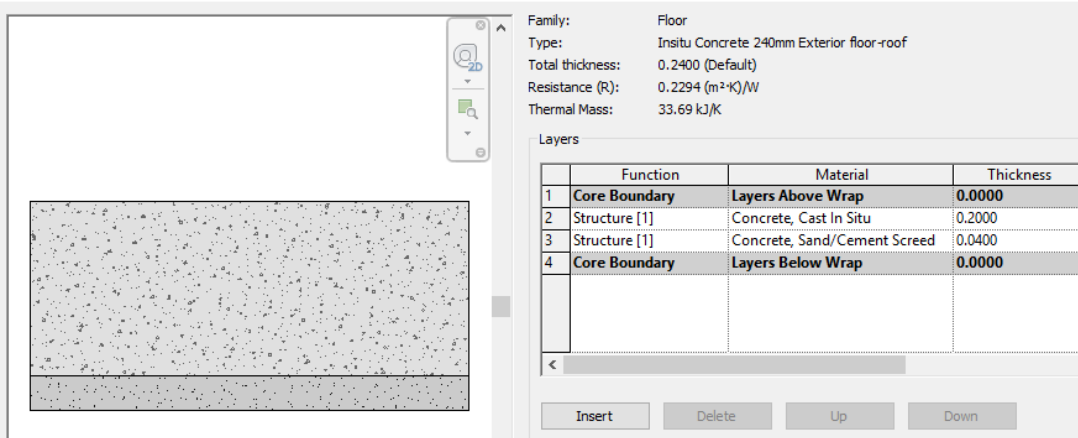 2D
Family: Floor
Type: Insitu Concrete 240mm Exterior floor-roof
Total thickness: 0.2400 (Default)
Resistance (R): 0.2294 (m²·K)/W
Thermal Mass: 33.69 kJ/K
Layers
Function Material Thickness
1 Core Boundary Layers Above Wrap 0.0000
2 Structure [1] Concrete, Cast In Situ 0.2000
3 Structure [1] Concrete, Sand/Cement Screed 0.0400
4 Core Boundary Layers Below Wrap 0.0000
Insert Delete Up Down